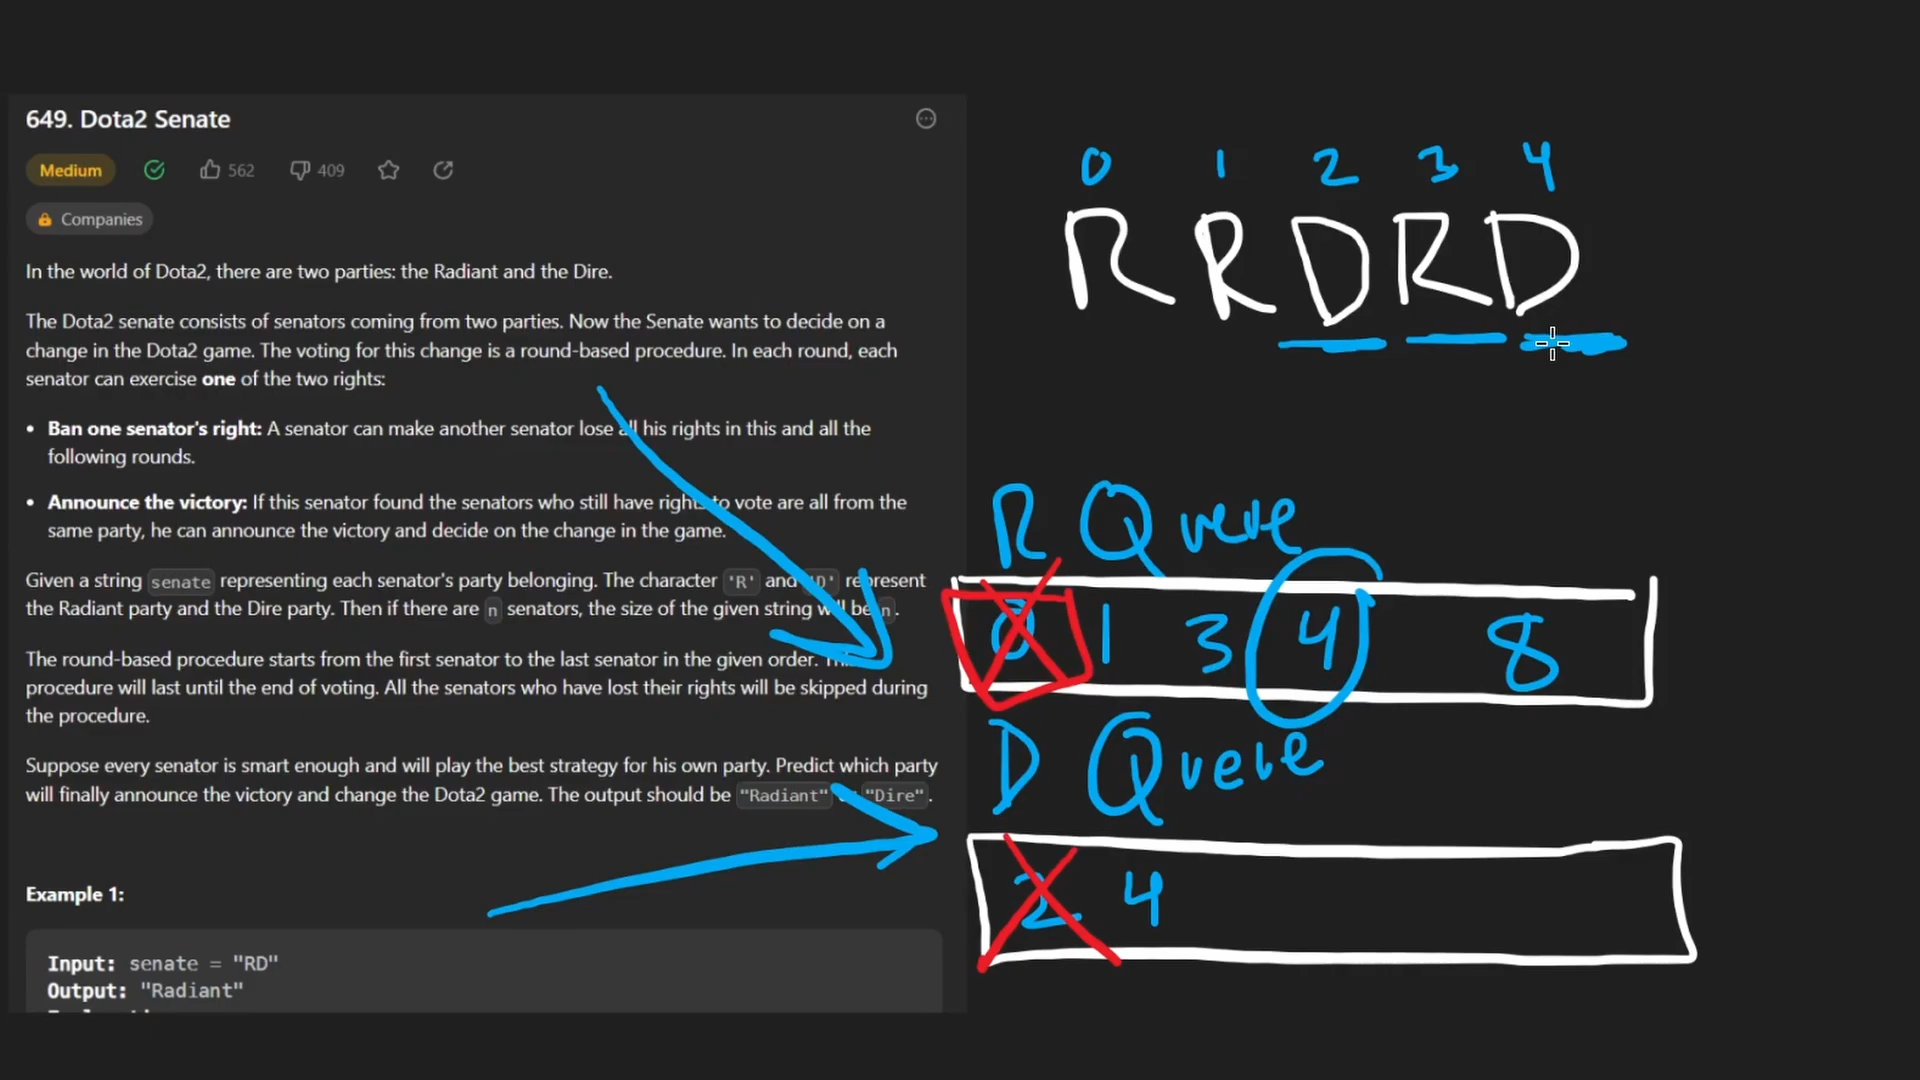 649. Dota2 Senate
Medium 562 409
Companies
In the world of Dota2, there are two parties: the Radiant and the Dire.
The Dota2 senate consists of senators coming from two parties. Now the Senate wants to decide on a
change in the Dota2 game. The voting for this change is a round-based procedure. In each round, each
senator can exercise one of the two rights:
• Ban one senator's right: A senator can make another senator lose all his rights in this and all the
following rounds.
• Announce the victory: If this senator found the senators who still have rights to vote are all from the
same party, he can announce the victory and decide on the change in the game.
Given a string senate representing each senator's party belonging. The character 'R' and 'D' represent
the Radiant party and the Dire party. Then if there are n senators, the size of the given string will be n.
The round-based procedure starts from the first senator to the last senator in the given order. This
procedure will last until the end of voting. All the senators who have lost their rights will be skipped during
the procedure.
Suppose every senator is smart enough and will play the best strategy for his own party. Predict which party
will finally announce the victory and change the Dota2 game. The output should be "Radiant" or "Dire".
Example 1:
Input: senate = "RD"
Output: "Radiant"
0 1 2 3 4
R R D R D
R Queue
0 1 3 4 8
D Queue
2 4